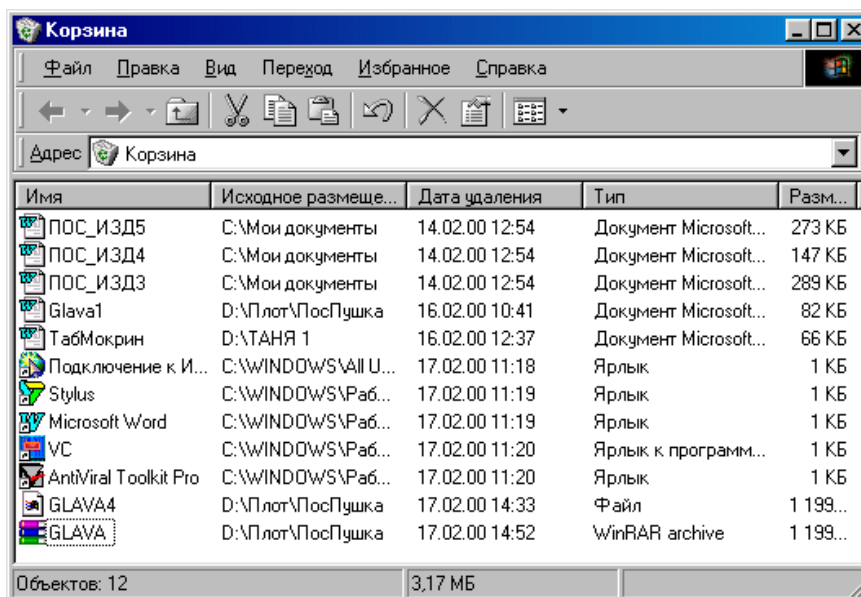 Корзина
Файл Правка Вид Переход Избранное Справка
Адрес Корзина
Имя Исходное размеще... Дата удаления Тип Разм...
ПОС_ИЗД5 C:\Мои документы 14.02.00 12:54 Документ Microsoft... 273 КБ
ПОС_ИЗД4 C:\Мои документы 14.02.00 12:54 Документ Microsoft... 147 КБ
ПОС_ИЗД3 C:\Мои документы 14.02.00 12:54 Документ Microsoft... 289 КБ
Glava1 D:\Плот\ПосПушка 16.02.00 10:41 Документ Microsoft... 82 КБ
ТабМокрин D:\ТАНЯ 1 16.02.00 12:37 Документ Microsoft... 66 КБ
Подключение к И... C:\WINDOWS\All U... 17.02.00 11:18 Ярлык 1 КБ
Stylus C:\WINDOWS\Раб... 17.02.00 11:19 Ярлык 1 КБ
Microsoft Word C:\WINDOWS\Раб... 17.02.00 11:19 Ярлык 1 КБ
VC C:\WINDOWS\Раб... 17.02.00 11:20 Ярлык к программ... 1 КБ
AntiViral Toolkit Pro C:\WINDOWS\Раб... 17.02.00 11:20 Ярлык 1 КБ
GLAVA4 D:\Плот\ПосПушка 17.02.00 14:33 Файл 1 199...
GLAVA D:\Плот\ПосПушка 17.02.00 14:52 WinRAR archive 1 199...
Объектов: 12 3,17 МБ